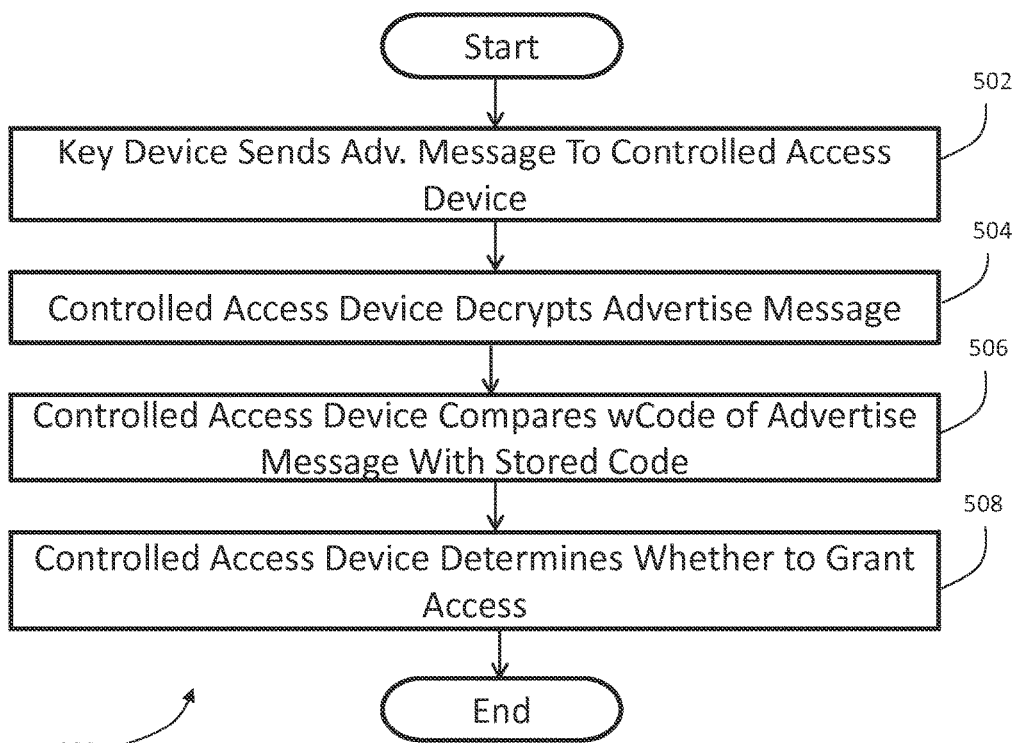 Start
502
Key Device Sends Adv. Message To Controlled Access
Device
504
Controlled Access Device Decrypts Advertise Message
506
Controlled Access Device Compares wCode of Advertise
Message With Stored Code
508
Controlled Access Device Determines Whether to Grant
Access
End